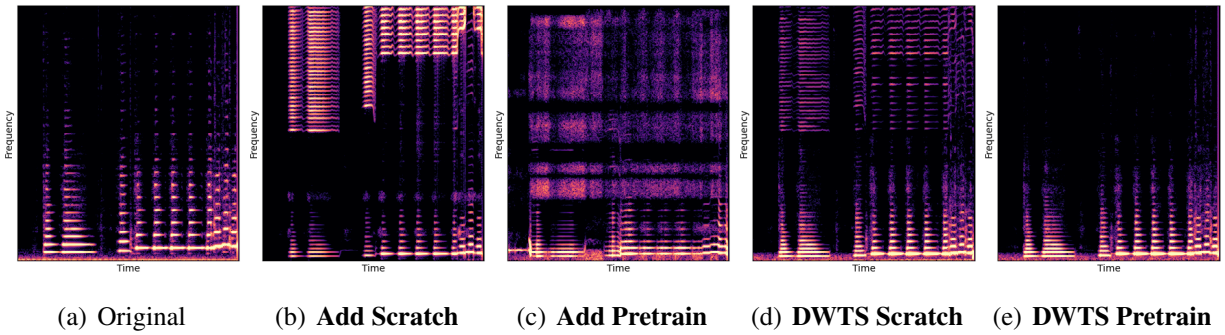 Frequency
Time
Frequency
Time
Frequency
Time
Frequency
Time
Frequency
Time
(a) Original
(b) Add Scratch
(c) Add Pretrain
(d) DWTS Scratch
(e) DWTS Pretrain